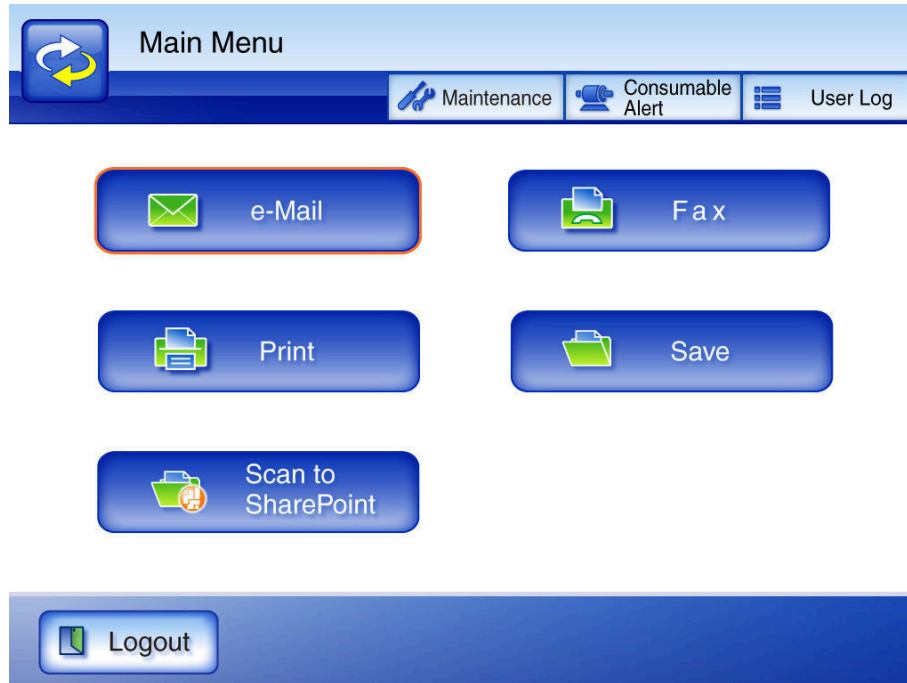 Main Menu
Maintenance
Consumable
Alert
User Log
e-Mail
Fax
Print
Save
Scan to
SharePoint
Logout